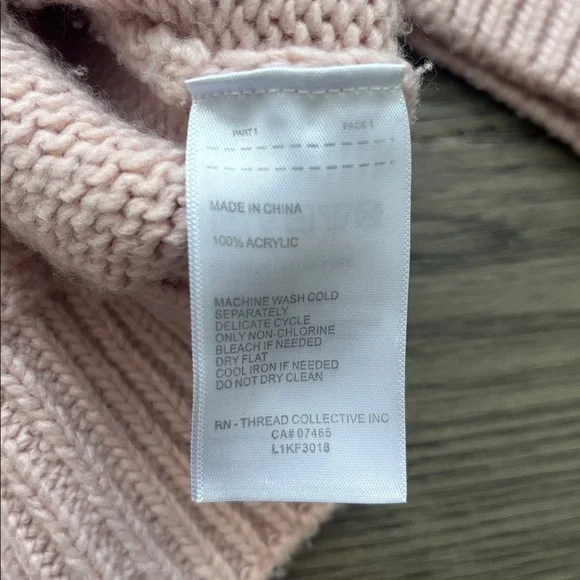 PART 1 PAGE 1
MADE IN CHINA
100% ACRYLIC
MACHINE WASH COLD
SEPARATELY
DELICATE CYCLE
ONLY NON-CHLORINE
BLEACH IF NEEDED
DRY FLAT
COOL IRON IF NEEDED
DO NOT DRY CLEAN
RN - THREAD COLLECTIVE INC
CA# 07465
L1KF3018